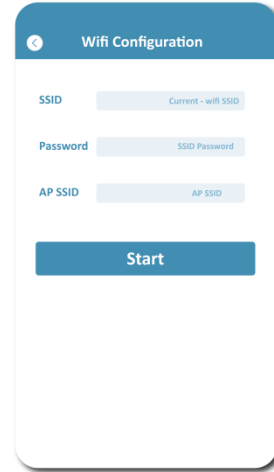 Wifi Configuration
SSID Current - wifi SSID
Password SSID Password
AP SSID AP SSID
Start